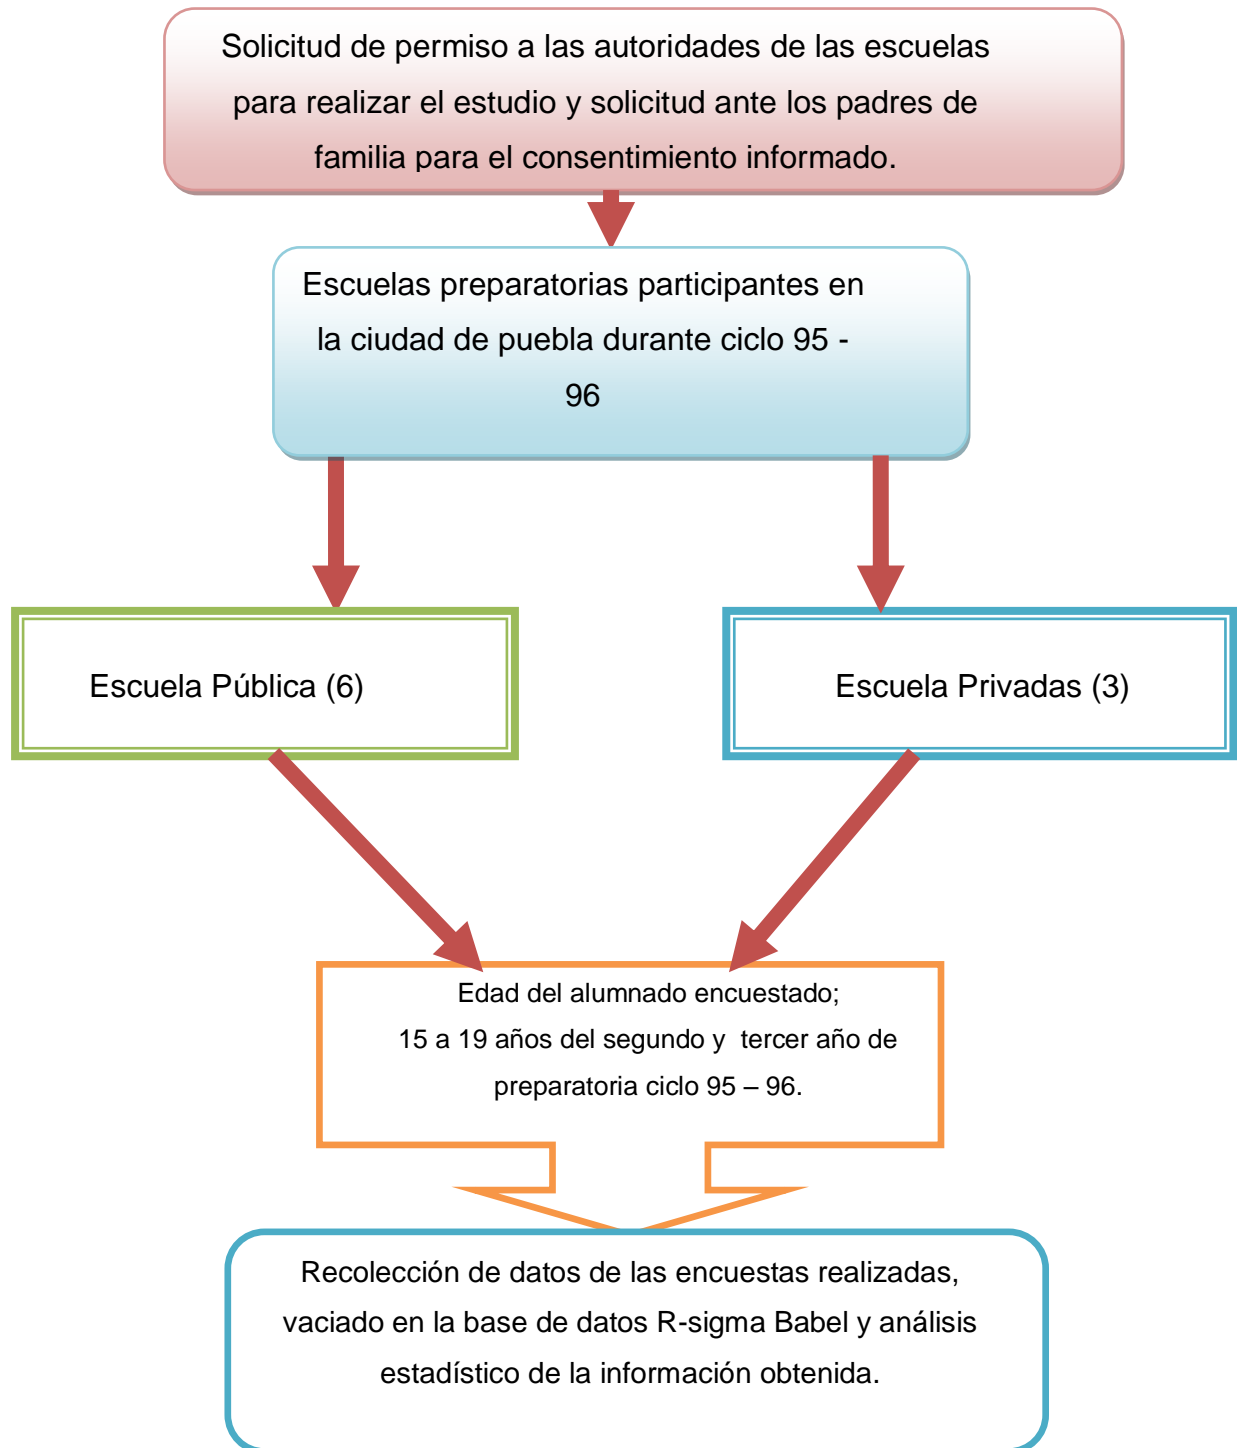 Solicitud de permiso a las autoridades de las escuelas
para realizar el estudio y solicitud ante los padres de
familia para el consentimiento informado.
Escuelas preparatorias participantes en
la ciudad de puebla durante ciclo 95 -
96
Escuela Pública (6)
Escuela Privadas (3)
Edad del alumnado encuestado;
15 a 19 años del segundo y  tercer año de
preparatoria ciclo 95 – 96.
Recolección de datos de las encuestas realizadas,
vaciado en la base de datos R-sigma Babel y análisis
estadístico de la información obtenida.